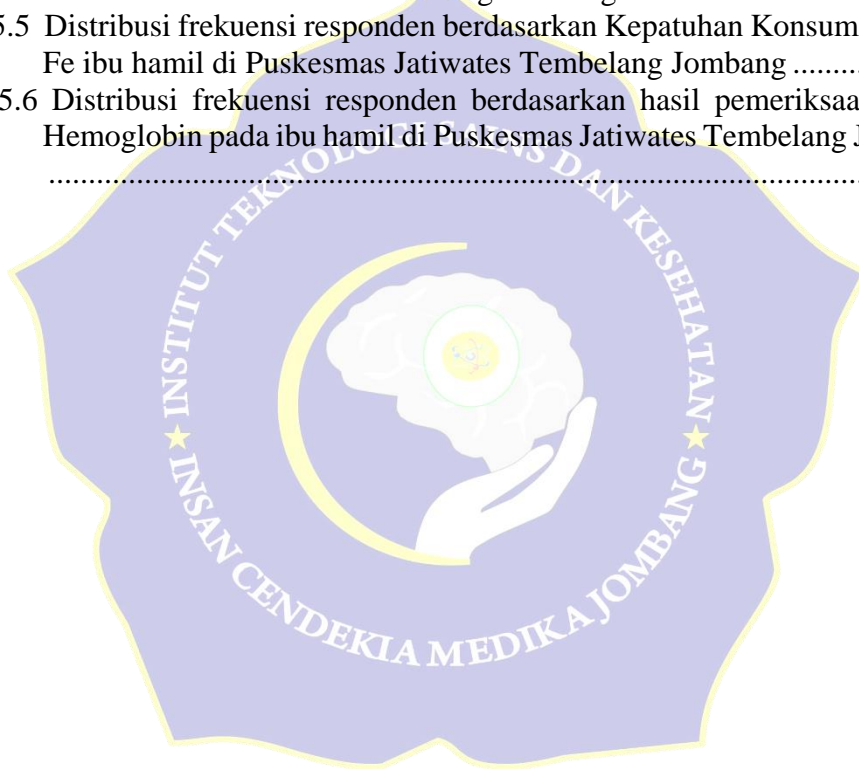 5.5 Distribusi frekuensi responden berdasarkan Kepatuhan Konsum
Fe ibu hamil di Puskesmas Jatiwates Tembelang Jombang .........
5.6 Distribusi frekuensi responden berdasarkan hasil pemeriksaa
Hemoglobin pada ibu hamil di Puskesmas Jatiwates Tembelang J
....................................................................................................
INSTITUT TEKNOLOGI SAINS DAN KESEHATAN
★ INSAN CENDEKIA MEDIKA JOMBANG ★